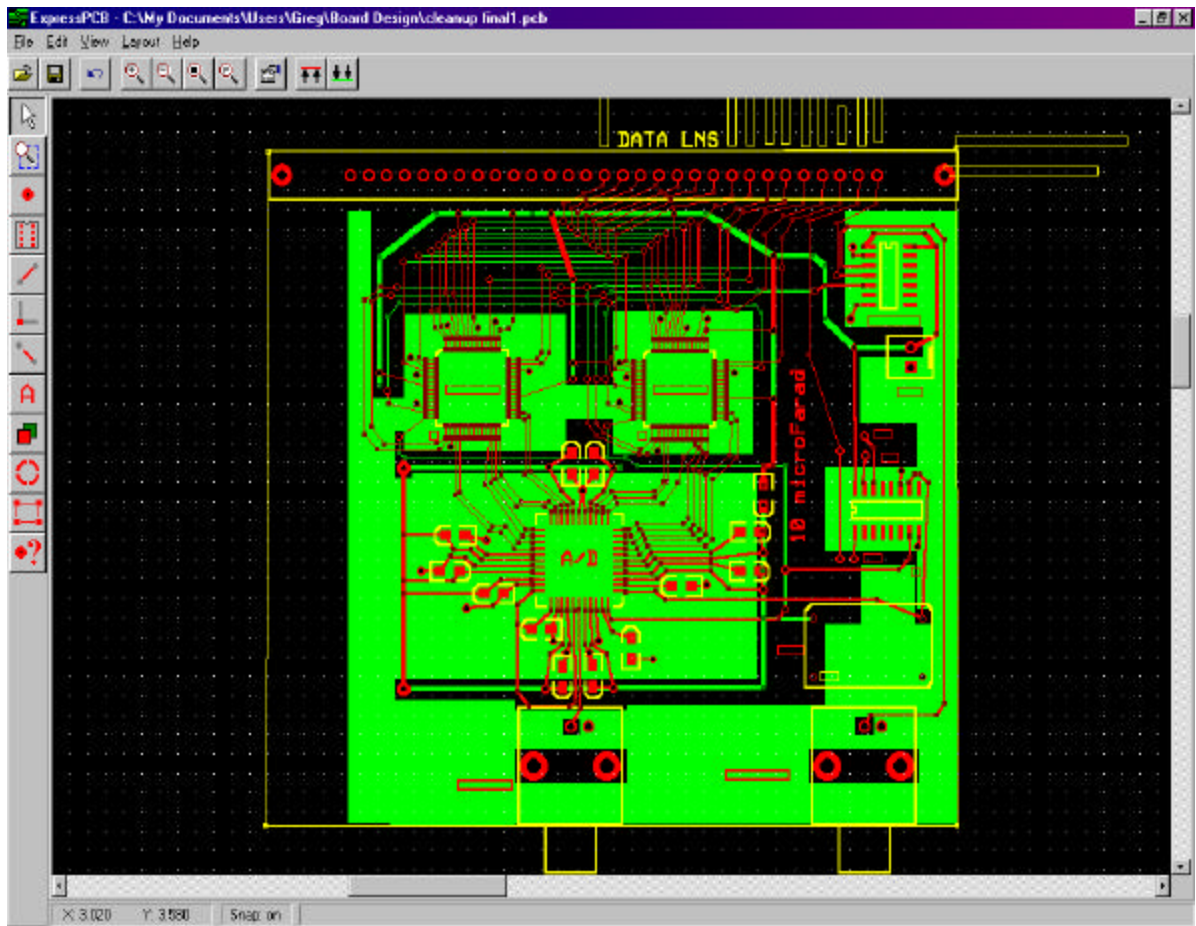 ExpressPCB - C:\My Documents\Users\Greg\Board Design\cleanup final1.pcb
File Edit View Layout Help
DATA LNS
10 microFarad
A/D
X: 3.020 Y: 3.980 Snap: on